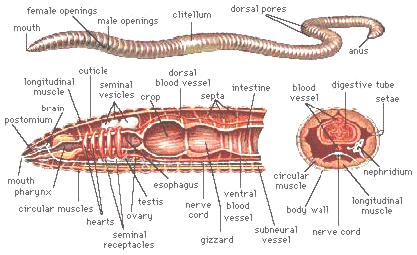 female openings
mouth
male openings
clitellum
dorsal pores
anus
cuticle
longitudinal
muscle
seminal
vesicles
brain
postomium
dorsal
blood vessel
crop
septa
intestine
mouth
pharynx
circular muscles
hearts
seminal
receptacles
ovary
testis
esophagus
nerve
cord
gizzard
ventral
blood
vessel
subneural
vessel
blood
vessel
digestive tube
setae
nephridium
circular
muscle
body wall
longitudinal
muscle
nerve cord